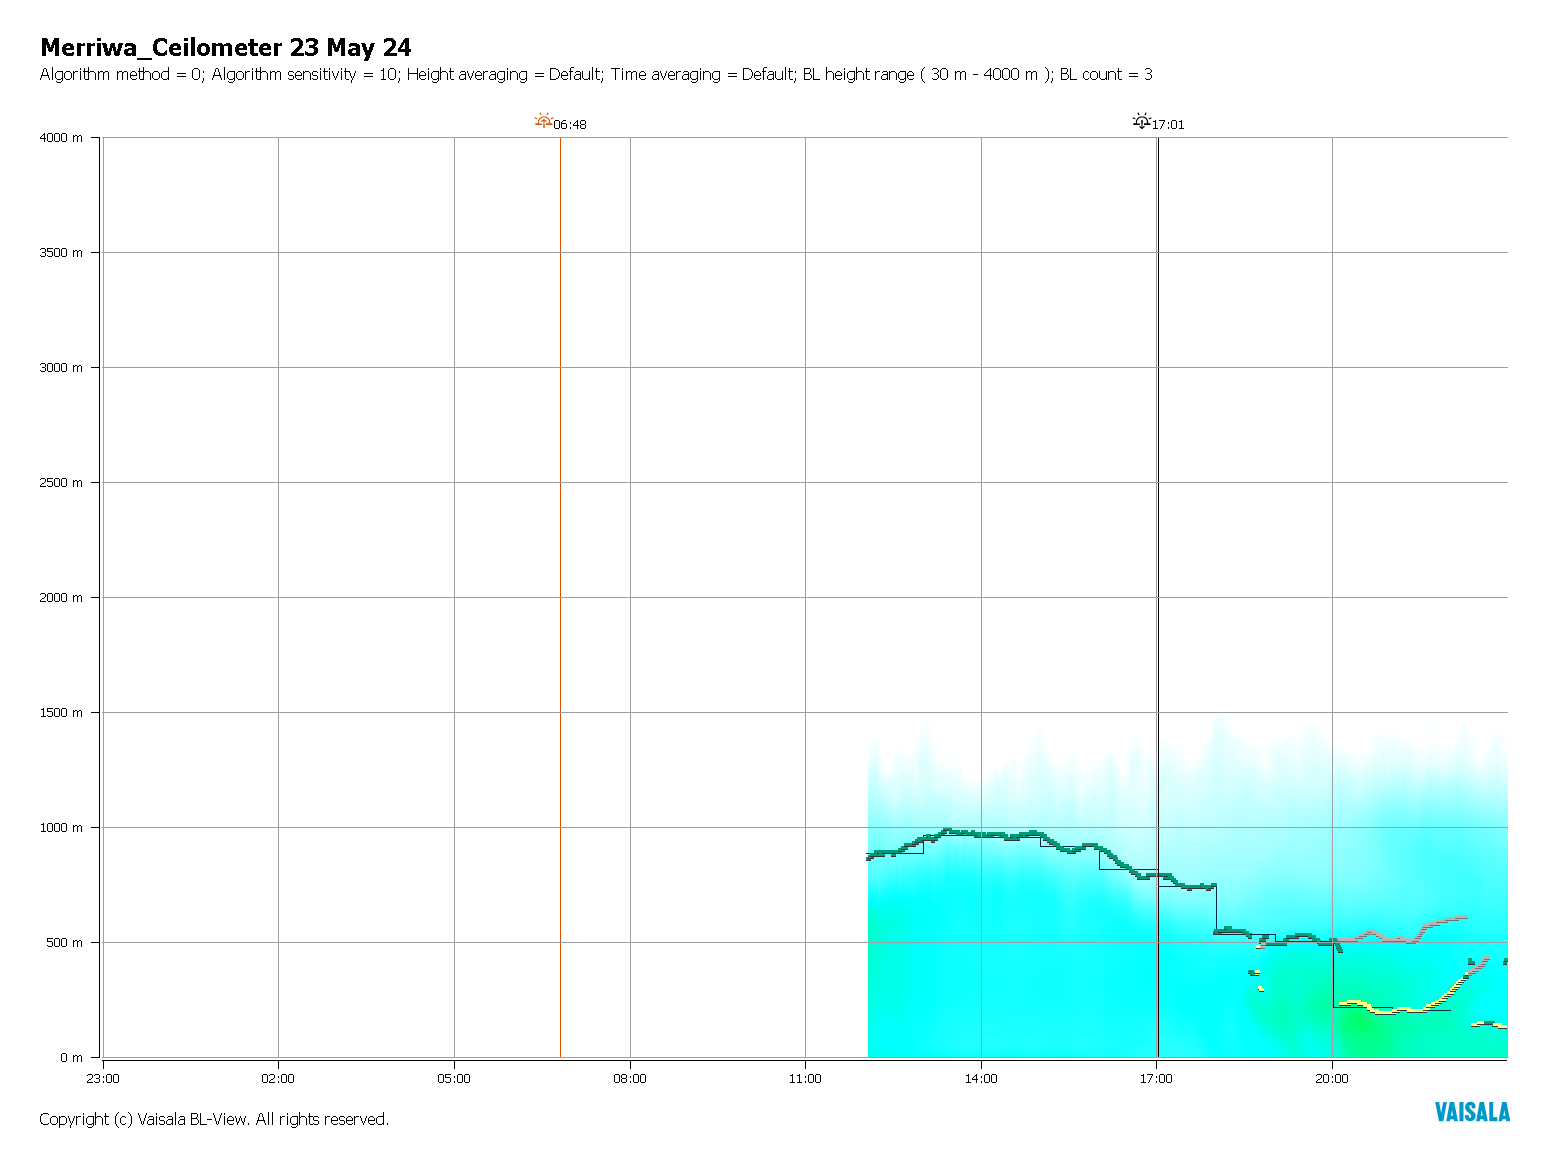 Merriwa_Ceilometer 23 May 24
Algorithm method = 0; Algorithm sensitivity = 10; Height averaging = Default; Time averaging = Default; BL height range ( 30 m - 4000 m ); BL count = 3
06:48
17:01
4000 m
3500 m
3000 m
2500 m
2000 m
1500 m
1000 m
500 m
0 m
23:00 02:00 05:00 08:00 11:00 14:00 17:00 20:00
Copyright (c) Vaisala BL-View. All rights reserved.
VAISALA